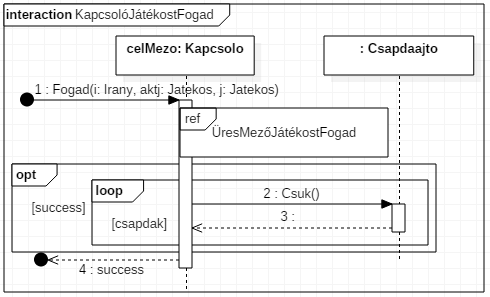 interaction KapcsolóJátékostFogad
celMezo: Kapcsolo
: Csapdaajto
1 : Fogad(i: Irany, aktj: Jatekos, j: Jatekos)
ref
ÜresMezőJátékostFogad
opt
loop
[success]
[csapdak]
2 : Csuk()
3 :
4 : success